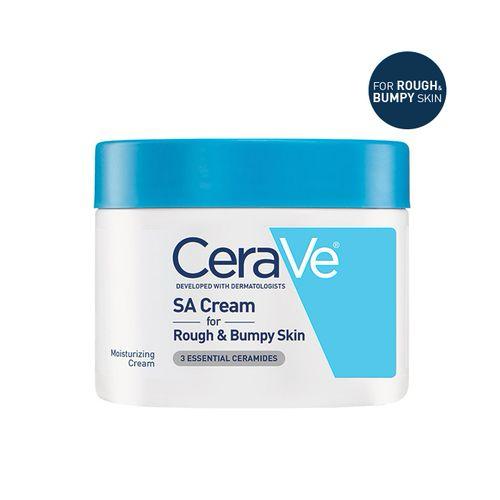 FOR ROUGH &
BUMPY SKIN
CeraVe®
DEVELOPED WITH DERMATOLOGISTS
SA Cream
for
Rough & Bumpy Skin
3 ESSENTIAL CERAMIDES
Moisturizing
Cream